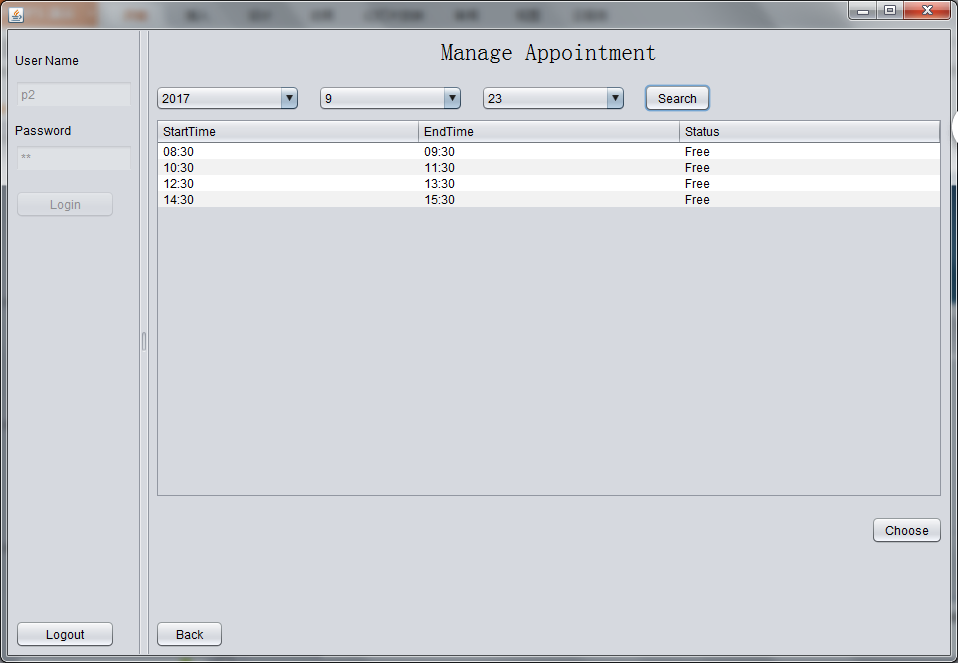 User Name
p2
Password
**
Login
Logout
Manage Appointment
2017 9 23 Search
StartTime EndTime Status
08:30 09:30 Free
10:30 11:30 Free
12:30 13:30 Free
14:30 15:30 Free
Choose
Back